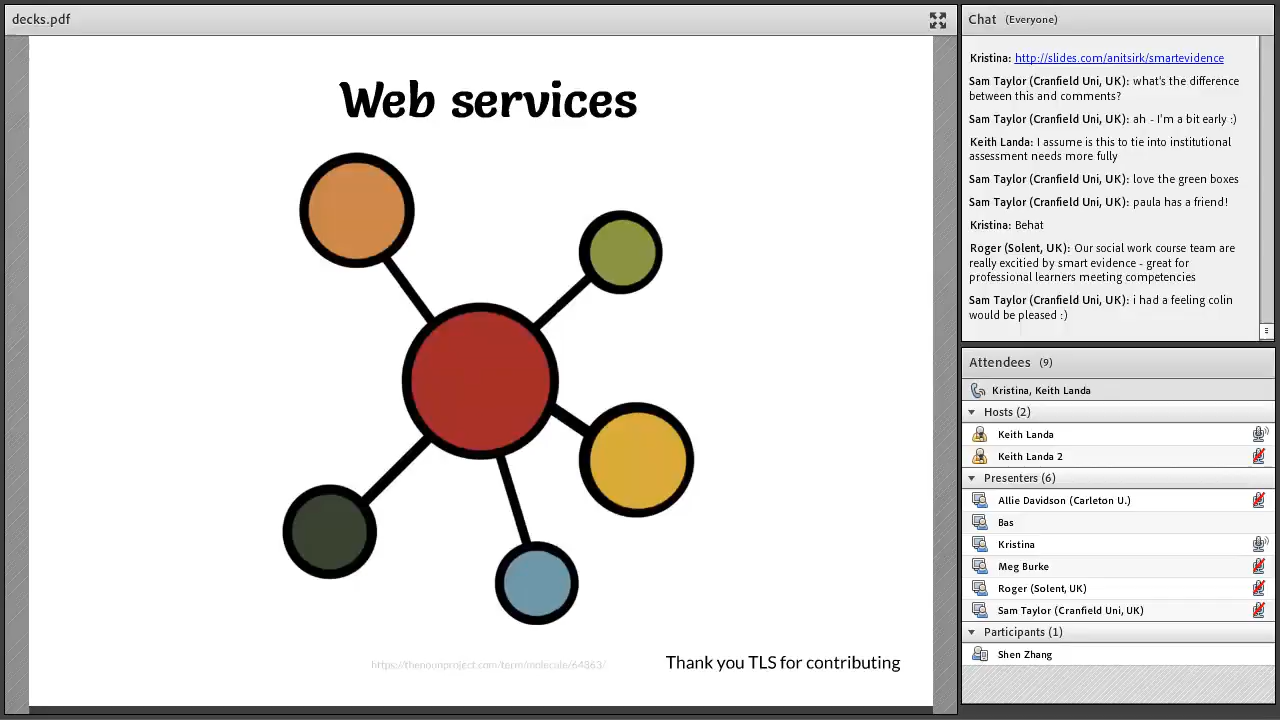 decks.pdf
Web services
https://thenounproject.com/term/molecule/64863/
Thank you TLS for contributing
Chat (Everyone)
Kristina: http://slides.com/anitsirk/smartevidence
Sam Taylor (Cranfield Uni, UK): what's the difference
between this and comments?
Sam Taylor (Cranfield Uni, UK): ah - I'm a bit early :)
Keith Landa: I assume is this to tie into institutional
assessment needs more fully
Sam Taylor (Cranfield Uni, UK): love the green boxes
Sam Taylor (Cranfield Uni, UK): paula has a friend!
Kristina: Behat
Roger (Solent, UK): Our social work course team are
really excitied by smart evidence - great for
professional learners meeting competencies
Sam Taylor (Cranfield Uni, UK): i had a feeling colin
would be pleased :)
Attendees (9)
Kristina, Keith Landa
Hosts (2)
Keith Landa
Keith Landa 2
Presenters (6)
Allie Davidson (Carleton U.)
Bas
Kristina
Meg Burke
Roger (Solent, UK)
Sam Taylor (Cranfield Uni, UK)
Participants (1)
Shen Zhang